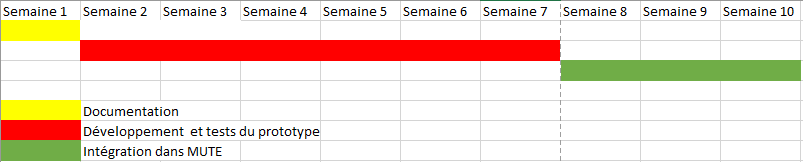 Semaine 1 Semaine 2 Semaine 3 Semaine 4 Semaine 5 Semaine 6 Semaine 7 Semaine 8 Semaine 9 Semaine 10
Documentation
Développement et tests du prototype
Intégration dans MUTE